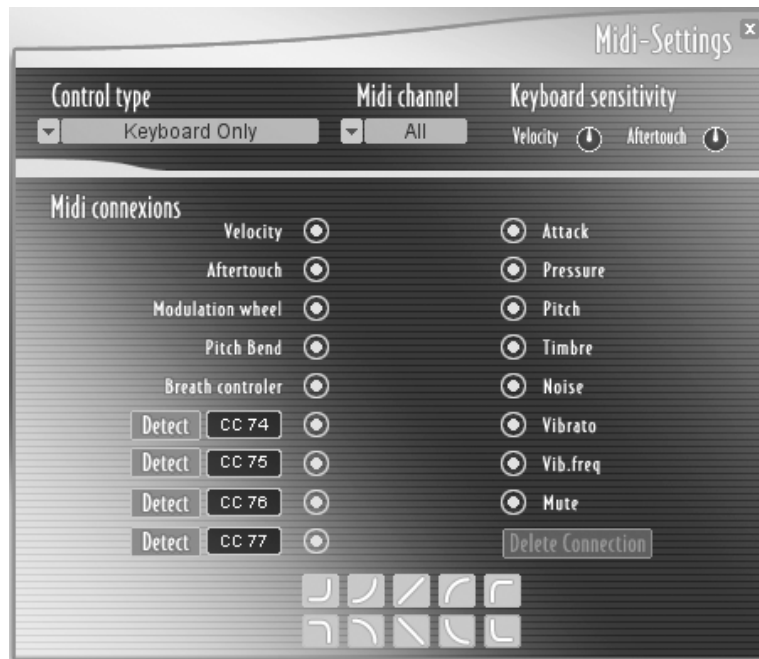 Midi-Settings x
Control type Midi channel Keyboard sensitivity
Keyboard Only All Velocity Aftertouch
Midi connexions
Velocity Attack
Aftertouch Pressure
Modulation wheel Pitch
Pitch Bend Timbre
Breath controler Noise
Detect CC 74 Vibrato
Detect CC 75 Vib.freq
Detect CC 76 Mute
Detect CC 77 Delete Connection